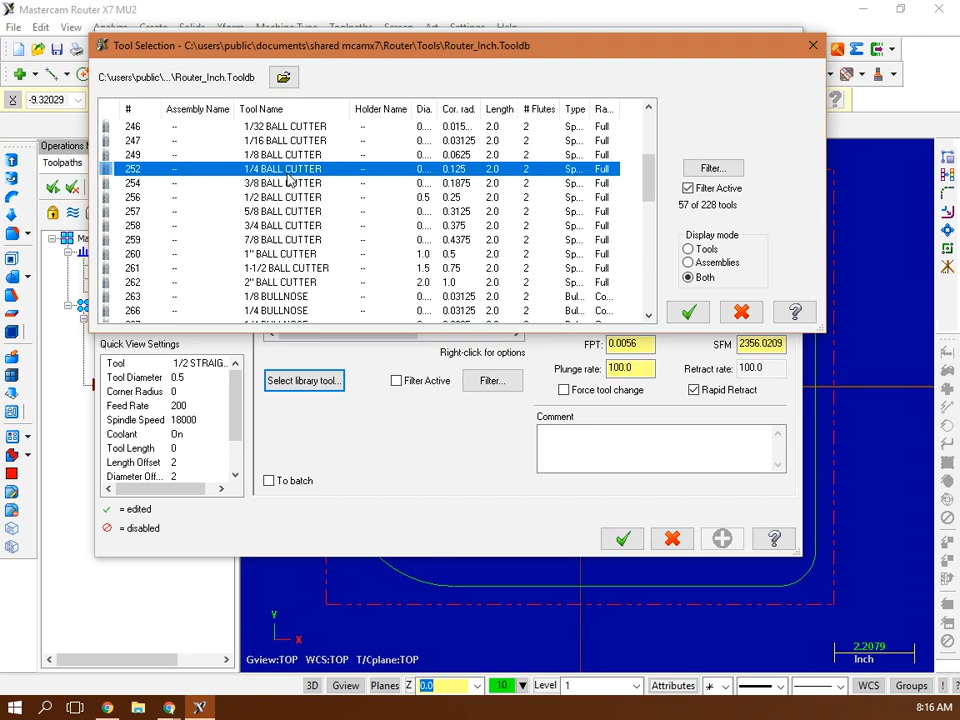 Mastercam Router X7 MU2
File Edit View Analyze Create Solids Xform Machine Type Toolpaths Screen Art Settings Help
Tool Selection - C:\users\public\documents\shared mcamx7\Router\Tools\Router_Inch.Tooldb
C:\users\public\...\Router_Inch.Tooldb
-9.32029
# Assembly Name Tool Name Holder Name Dia. Cor. rad. Length # Flutes Type Ra...
246 -- 1/32 BALL CUTTER -- 0.... 0.015... 2.0 2 Sp... Full
247 -- 1/16 BALL CUTTER -- 0.... 0.03125 2.0 2 Sp... Full
249 -- 1/8 BALL CUTTER -- 0.... 0.0625 2.0 2 Sp... Full
252 -- 1/4 BALL CUTTER -- 0.... 0.125 2.0 2 Sp... Full
254 -- 3/8 BALL CUTTER -- 0.... 0.1875 2.0 2 Sp... Full
256 -- 1/2 BALL CUTTER -- 0.5 0.25 2.0 2 Sp... Full
257 -- 5/8 BALL CUTTER -- 0.... 0.3125 2.0 2 Sp... Full
258 -- 3/4 BALL CUTTER -- 0.... 0.375 2.0 2 Sp... Full
259 -- 7/8 BALL CUTTER -- 0.... 0.4375 2.0 2 Sp... Full
260 -- 1" BALL CUTTER -- 1.0 0.5 2.0 2 Sp... Full
261 -- 1-1/2 BALL CUTTER -- 1.5 0.75 2.0 2 Sp... Full
262 -- 2" BALL CUTTER -- 2.0 1.0 2.0 2 Sp... Full
263 -- 1/8 BULLNOSE -- 0.... 0.03125 2.0 2 Bul... Co...
266 -- 1/4 BULLNOSE -- 0.... 0.03125 2.0 2 Bul... Co...
Filter...
Filter Active
57 of 228 tools
Display mode
Tools
Assemblies
Both
Operations M
Toolpaths
Ma
Quick View Settings
Tool 1/2 STRAIG...
Tool Diameter 0.5
Corner Radius 0
Feed Rate 200
Spindle Speed 18000
Coolant On
Tool Length 0
Length Offset 2
Diameter Off... 2
= edited
= disabled
Right-click for options
Select library tool...
Filter Active
Filter...
To batch
FPT: 0.0056 SFM 2356.0209
Plunge rate: 100.0 Retract rate: 100.0
Force tool change Rapid Retract
Comment
Y
X
Gview:TOP WCS:TOP T/Cplane:TOP
2.2079
Inch
3D Gview Planes Z 0.0 10 Level 1 Attributes WCS Groups ! ?
8:16 AM